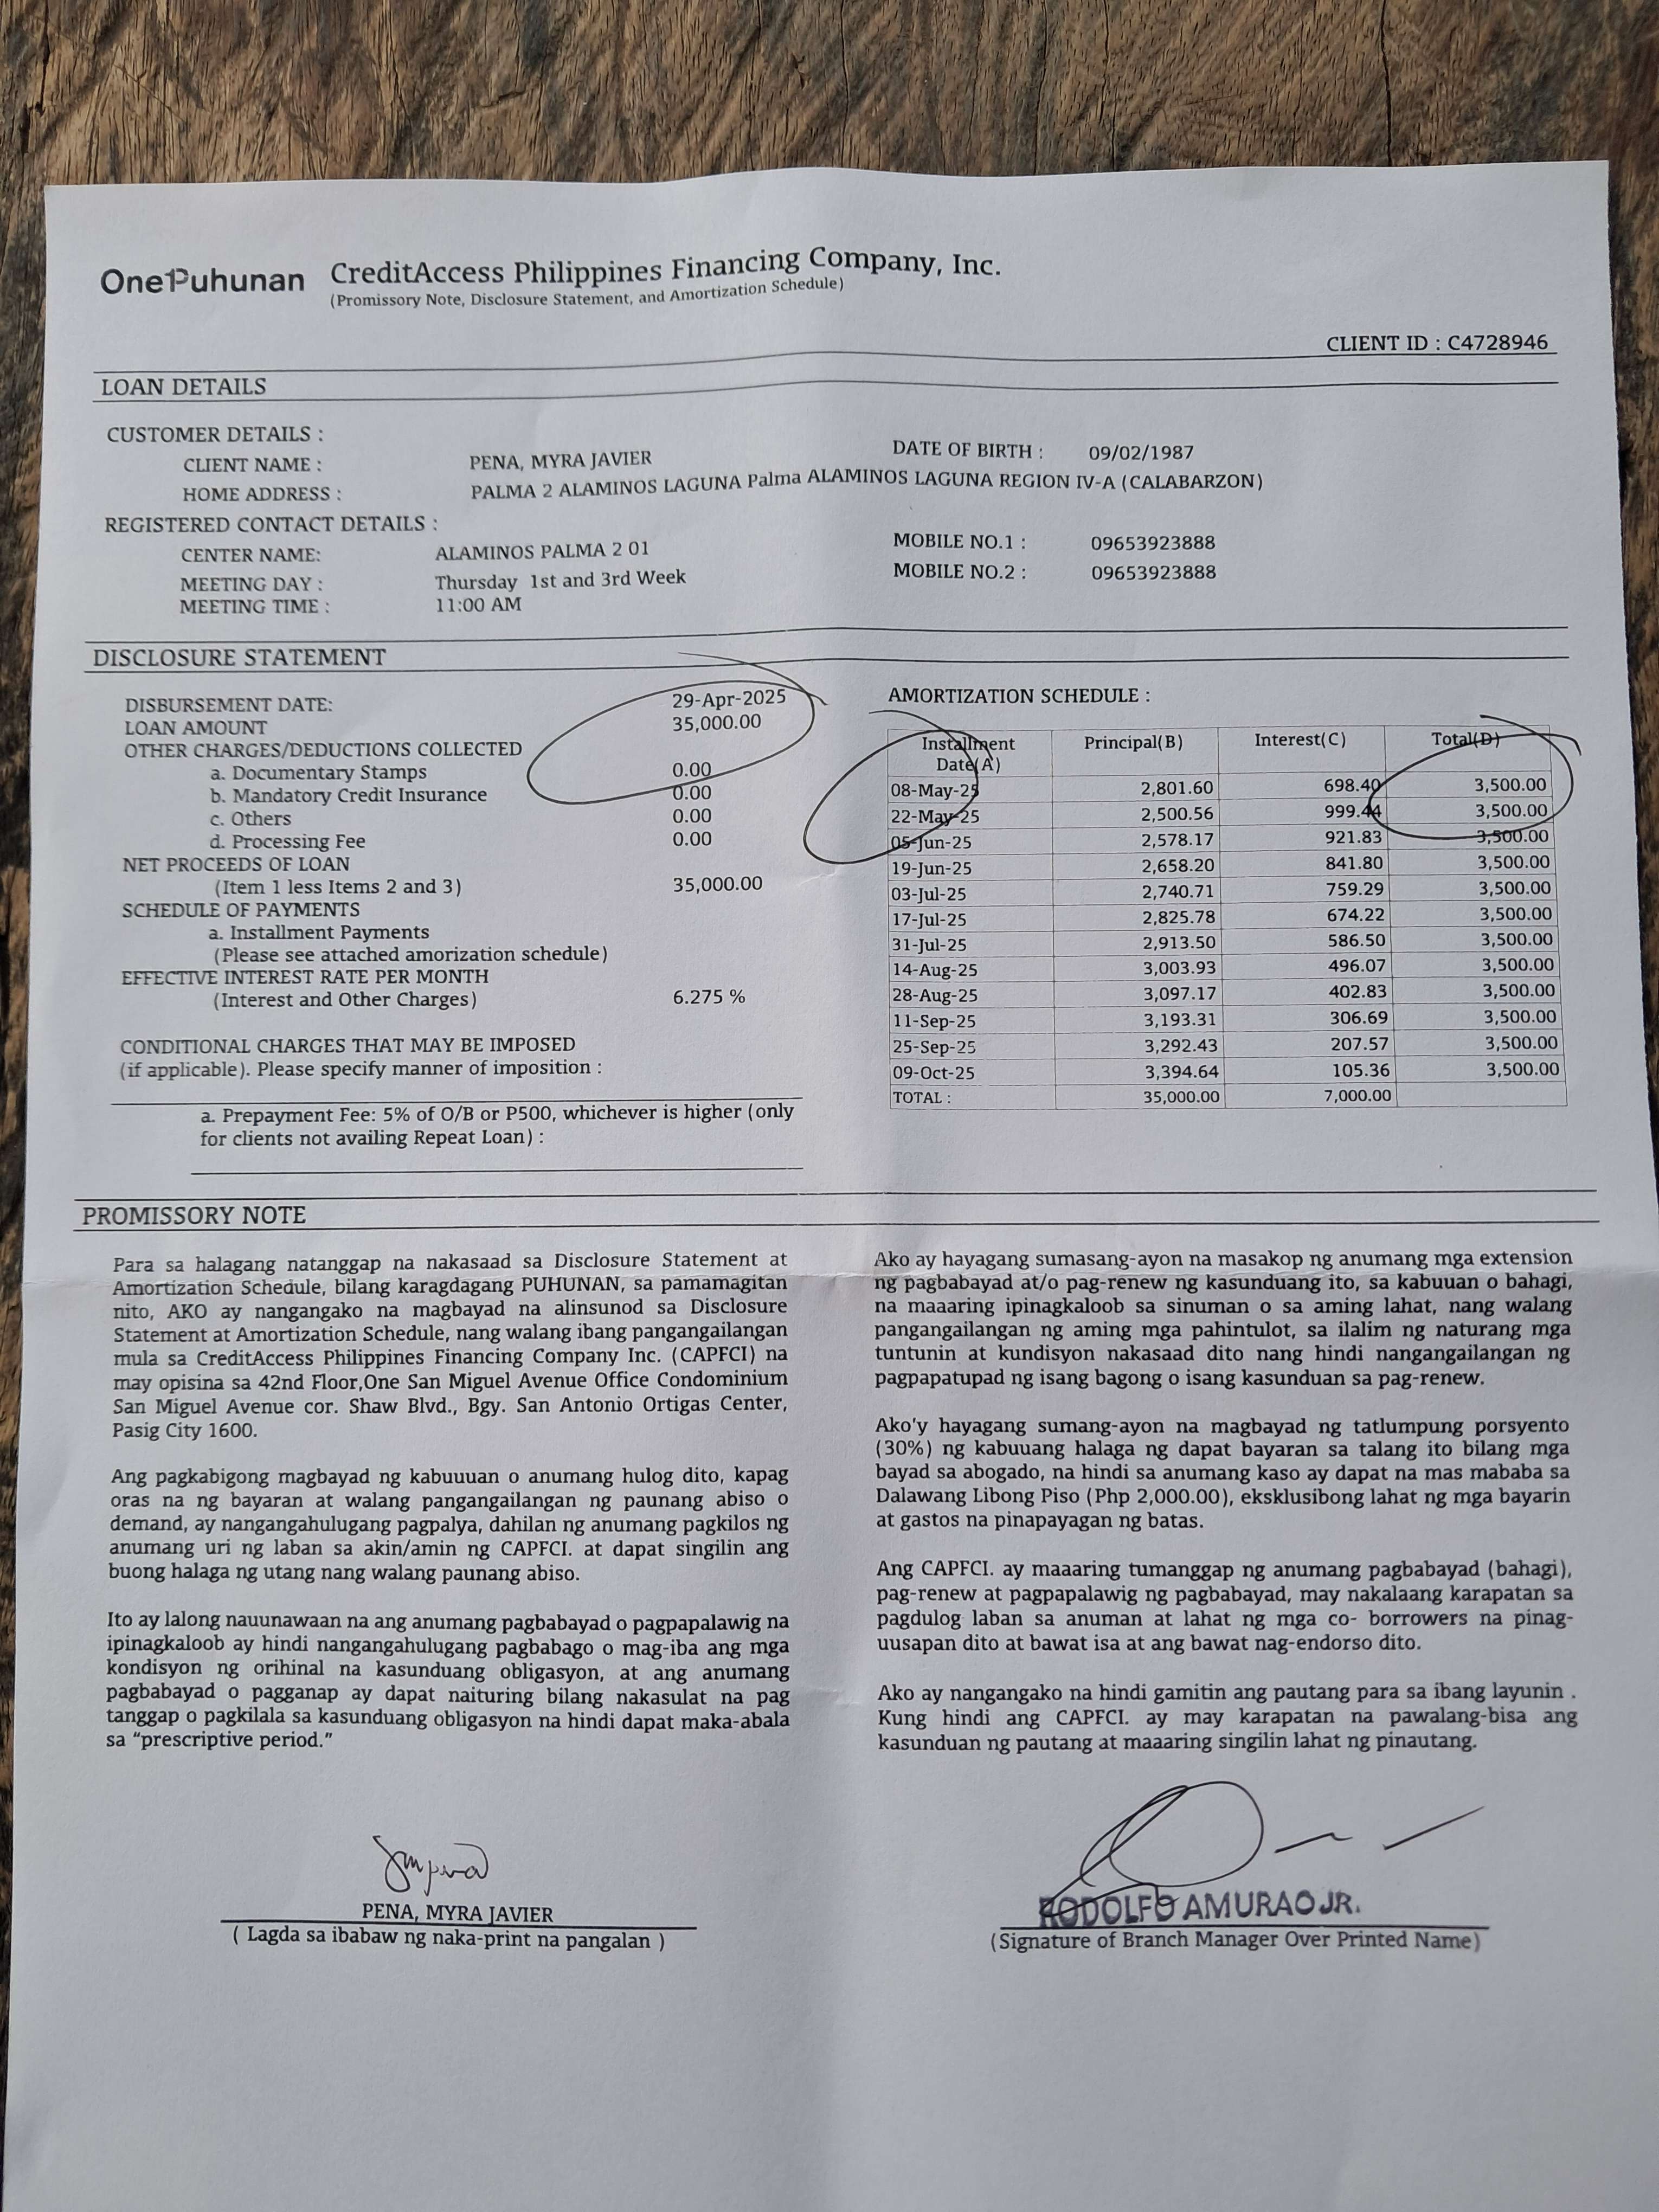 OnePuhunan CreditAccess Philippines Financing Company, Inc.
(Promissory Note, Disclosure Statement, and Amortization Schedule)
CLIENT ID : C4728946
LOAN DETAILS
CUSTOMER DETAILS :
CLIENT NAME : PENA, MYRA JAVIER DATE OF BIRTH : 09/02/1987
HOME ADDRESS : PALMA 2 ALAMINOS LAGUNA Palma ALAMINOS LAGUNA REGION IV-A (CALABARZON)
REGISTERED CONTACT DETAILS :
CENTER NAME: ALAMINOS PALMA 2 01 MOBILE NO.1 : 09653923888
MEETING DAY : Thursday 1st and 3rd Week MOBILE NO.2 : 09653923888
MEETING TIME : 11:00 AM
DISCLOSURE STATEMENT
DISBURSEMENT DATE: 29-Apr-2025
LOAN AMOUNT 35,000.00
OTHER CHARGES/DEDUCTIONS COLLECTED
a. Documentary Stamps 0.00
b. Mandatory Credit Insurance 0.00
c. Others 0.00
d. Processing Fee 0.00
NET PROCEEDS OF LOAN
(Item 1 less Items 2 and 3) 35,000.00
SCHEDULE OF PAYMENTS
a. Installment Payments
(Please see attached amorization schedule)
EFFECTIVE INTEREST RATE PER MONTH
(Interest and Other Charges) 6.275 %
CONDITIONAL CHARGES THAT MAY BE IMPOSED
(if applicable). Please specify manner of imposition :
a. Prepayment Fee: 5% of O/B or P500, whichever is higher (only
for clients not availing Repeat Loan) :
AMORTIZATION SCHEDULE :
Installment Date(A) Principal(B) Interest(C) Total(D)
08-May-25 2,801.60 698.40 3,500.00
22-May-25 2,500.56 999.44 3,500.00
05-Jun-25 2,578.17 921.83 3,500.00
19-Jun-25 2,658.20 841.80 3,500.00
03-Jul-25 2,740.71 759.29 3,500.00
17-Jul-25 2,825.78 674.22 3,500.00
31-Jul-25 2,913.50 586.50 3,500.00
14-Aug-25 3,003.93 496.07 3,500.00
28-Aug-25 3,097.17 402.83 3,500.00
11-Sep-25 3,193.31 306.69 3,500.00
25-Sep-25 3,292.43 207.57 3,500.00
09-Oct-25 3,394.64 105.36 3,500.00
TOTAL : 35,000.00 7,000.00
PROMISSORY NOTE
Para sa halagang natanggap na nakasaad sa Disclosure Statement at
Amortization Schedule, bilang karagdagang PUHUNAN, sa pamamagitan
nito, AKO ay nangangako na magbayad na alinsunod sa Disclosure
Statement at Amortization Schedule, nang walang ibang pangangailangan
mula sa CreditAccess Philippines Financing Company Inc. (CAPFCI) na
may opisina sa 42nd Floor,One San Miguel Avenue Office Condominium
San Miguel Avenue cor. Shaw Blvd., Bgy. San Antonio Ortigas Center,
Pasig City 1600.
Ang pagkabigong magbayad ng kabuuuan o anumang hulog dito, kapag
oras na ng bayaran at walang pangangailangan ng paunang abiso o
demand, ay nangangahulugang pagpalya, dahilan ng anumang pagkilos ng
anumang uri ng laban sa akin/amin ng CAPFCI. at dapat singilin ang
buong halaga ng utang nang walang paunang abiso.
Ito ay lalong nauunawaan na ang anumang pagbabayad o pagpapalawig na
ipinagkaloob ay hindi nangangahulugang pagbabago o mag-iba ang mga
kondisyon ng orihinal na kasunduang obligasyon, at ang anumang
pagbabayad o pagganap ay dapat naituring bilang nakasulat na pag
tanggap o pagkilala sa kasunduang obligasyon na hindi dapat maka-abala
sa “prescriptive period.”
Ako ay hayagang sumasang-ayon na masakop ng anumang mga extension
ng pagbabayad at/o pag-renew ng kasunduang ito, sa kabuuan o bahagi,
na maaaring ipinagkaloob sa sinuman o sa aming lahat, nang walang
pangangailangan ng aming mga pahintulot, sa ilalim ng naturang mga
tuntunin at kundisyon nakasaad dito nang hindi nangangailangan ng
pagpapatupad ng isang bagong o isang kasunduan sa pag-renew.
Ako'y hayagang sumang-ayon na magbayad ng tatlumpung porsyento
(30%) ng kabuuang halaga ng dapat bayaran sa talang ito bilang mga
bayad sa abogado, na hindi sa anumang kaso ay dapat na mas mababa sa
Dalawang Libong Piso (Php 2,000.00), eksklusibong lahat ng mga bayarin
at gastos na pinapayagan ng batas.
Ang CAPFCI. ay maaaring tumanggap ng anumang pagbabayad (bahagi),
pag-renew at pagpapalawig ng pagbabayad, may nakalaang karapatan sa
pagdulog laban sa anuman at lahat ng mga co- borrowers na pinag-
uusapan dito at bawat isa at ang bawat nag-endorso dito.
Ako ay nangangako na hindi gamitin ang pautang para sa ibang layunin .
Kung hindi ang CAPFCI. ay may karapatan na pawalang-bisa ang
kasunduan ng pautang at maaaring singilin lahat ng pinautang.
PENA, MYRA JAVIER
( Lagda sa ibabaw ng naka-print na pangalan )
RODOLFO AMURAO JR.
(Signature of Branch Manager Over Printed Name)